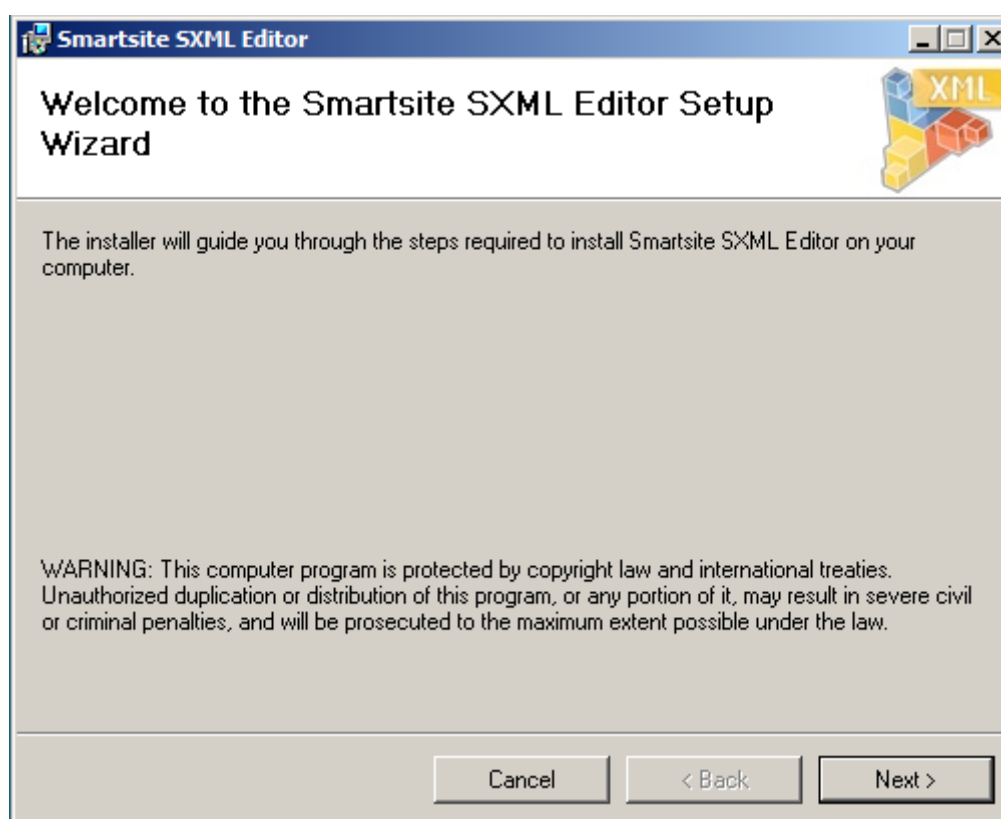 Smartsite SXML Editor
Welcome to the Smartsite SXML Editor Setup
Wizard
XML
The installer will guide you through the steps required to install Smartsite SXML Editor on your
computer.
WARNING: This computer program is protected by copyright law and international treaties.
Unauthorized duplication or distribution of this program, or any portion of it, may result in severe civil
or criminal penalties, and will be prosecuted to the maximum extent possible under the law.
Cancel < Back Next >